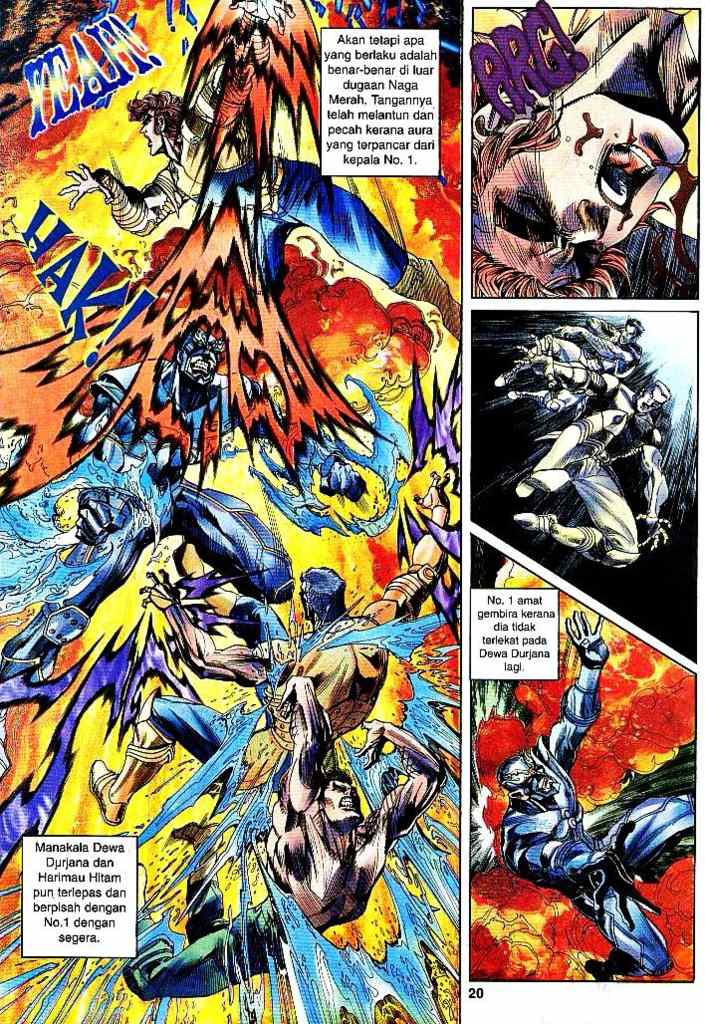 YEAH!
Akan tetapi apa
yang berlaku adalah
benar-benar di luar
dugaan Naga
Merah. Tangannya
telah melantun dan
pecah kerana aura
yang terpancar dari
kepala No. 1.
HAK!
Manakala Dewa
Durjana dan
Harimau Hitam
pun terlepas dan
berpisah dengan
No.1 dengan
segera.
ARG!
No. 1 amat
gembira kerana
dia tidak
terlekat pada
Dewa Durjana
lagi.
20